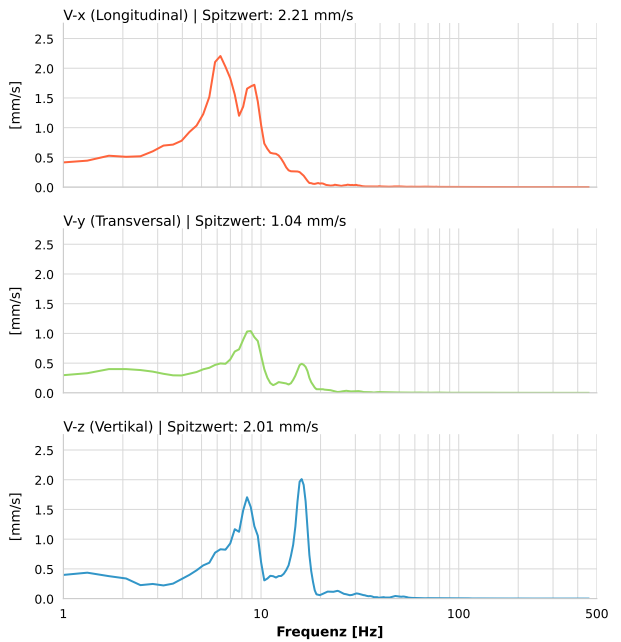 V-x (Longitudinal) | Spitzwert: 2.21 mm/s
2.5
2.0
1.5
1.0
0.5
0.0
[mm/s]
V-y (Transversal) | Spitzwert: 1.04 mm/s
2.5
2.0
1.5
1.0
0.5
0.0
[mm/s]
V-z (Vertikal) | Spitzwert: 2.01 mm/s
2.5
2.0
1.5
1.0
0.5
0.0
[mm/s]
1 10 100 500
Frequenz [Hz]